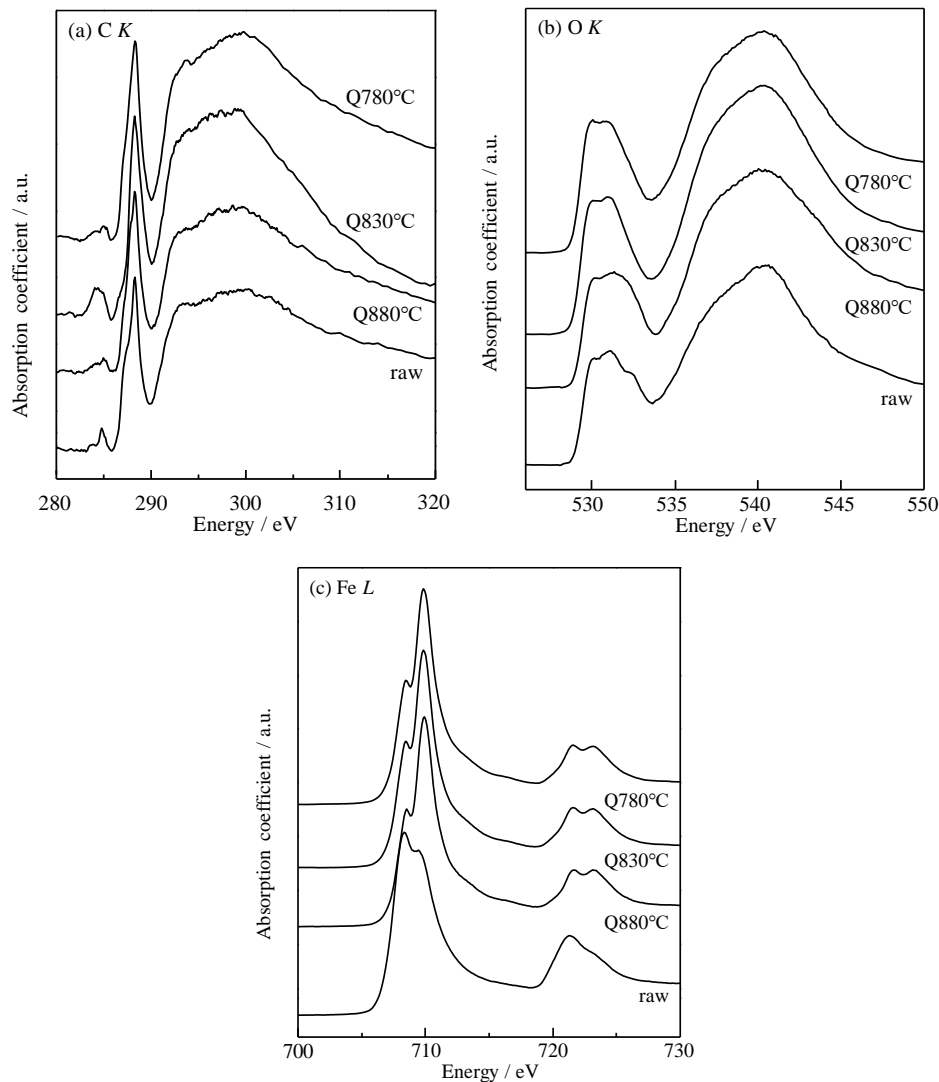 (a) C K
Q780°C
Q830°C
Q880°C
raw
Absorption coefficient / a.u.
280 290 300 310 320
Energy / eV
(b) O K
Q780°C
Q830°C
Q880°C
raw
Absorption coefficient / a.u.
530 535 540 545 550
Energy / eV
(c) Fe L
Q780°C
Q830°C
Q880°C
raw
Absorption coefficient / a.u.
700 710 720 730
Energy / eV